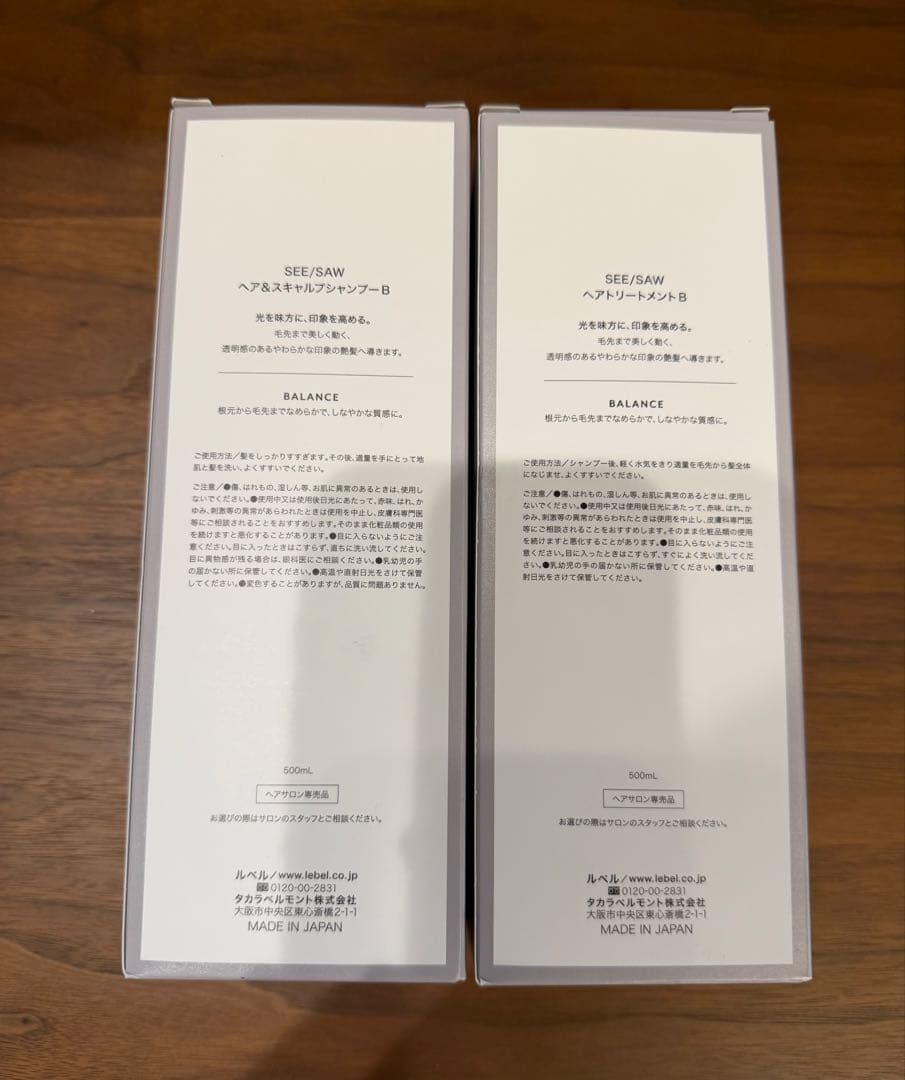 SEE/SAW
ヘア&スキャルプシャンプーB
光を味方に、印象を高める。
毛先まで美しく動く、
透明感のあるやわらかな印象の艶髪へ導きます。
BALANCE
根元から毛先までなめらかで、しなやかな質感に。
ご使用方法/髪をしっかりすすぎます。その後、適量を手にとって地
肌と髪を洗い、よくすすいでください。
ご注意/●傷、はれもの、湿しん等、お肌に異常のあるときは、使用し
ないでください。●使用中又は使用後日光にあたって、赤味、はれ、か
ゆみ、刺激等の異常があらわれたときは使用を中止し、皮膚科専門医
等にご相談されることをおすすめします。そのまま化粧品類の使用
を続けますと悪化することがあります。●目に入らないようにご注
意ください。目に入ったときはこすらず、直ちに洗い流してください。
目に異物感が残る場合は、眼科医にご相談ください。●乳幼児の手
の届かない所に保管してください。●高温や直射日光をさけて保管
してください。●変色することがありますが、品質に問題ありません。
500mL
ヘアサロン専売品
お選びの際はサロンのスタッフとご相談ください。
ルベル/www.lebel.co.jp
0120-00-2831
タカラベルモント株式会社
大阪市中央区東心斎橋2-1-1
MADE IN JAPAN
SEE/SAW
ヘアトリートメントB
光を味方に、印象を高める。
毛先まで美しく動く、
透明感のあるやわらかな印象の艶髪へ導きます。
BALANCE
根元から毛先までなめらかで、しなやかな質感に。
ご使用方法/シャンプー後、軽く水気をきり適量を毛先から髪全体
になじませ、よくすすいでください。
ご注意/●傷、はれもの、湿しん等、お肌に異常のあるときは、使用し
ないでください。●使用中又は使用後日光にあたって、赤味、はれ、か
ゆみ、刺激等の異常があらわれたときは使用を中止し、皮膚科専門医
等にご相談されることをおすすめします。そのまま化粧品類の使用
を続けますと悪化することがあります。●目に入らないようにご注
意ください。目に入ったときはこすらず、すぐによく洗い流してくだ
さい。●乳幼児の手の届かない所に保管してください。●高温や直
射日光をさけて保管してください。
500mL
ヘアサロン専売品
お選びの際はサロンのスタッフとご相談ください。
ルベル/www.lebel.co.jp
0120-00-2831
タカラベルモント株式会社
大阪市中央区東心斎橋2-1-1
MADE IN JAPAN